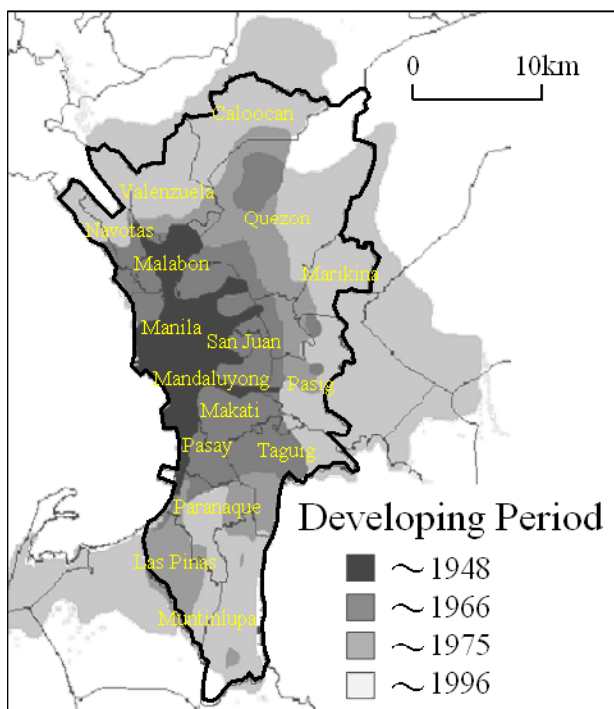 0 10km
Caloocan
Valenzuela
Quezon
Navotas
Malabon
Marikina
Manila
San Juan
Mandaluyong
Pasig
Makati
Pasay
Taguig
Paranaque
Las Pinas
Muntinlupa
Developing Period
～1948
～1966
～1975
～1996